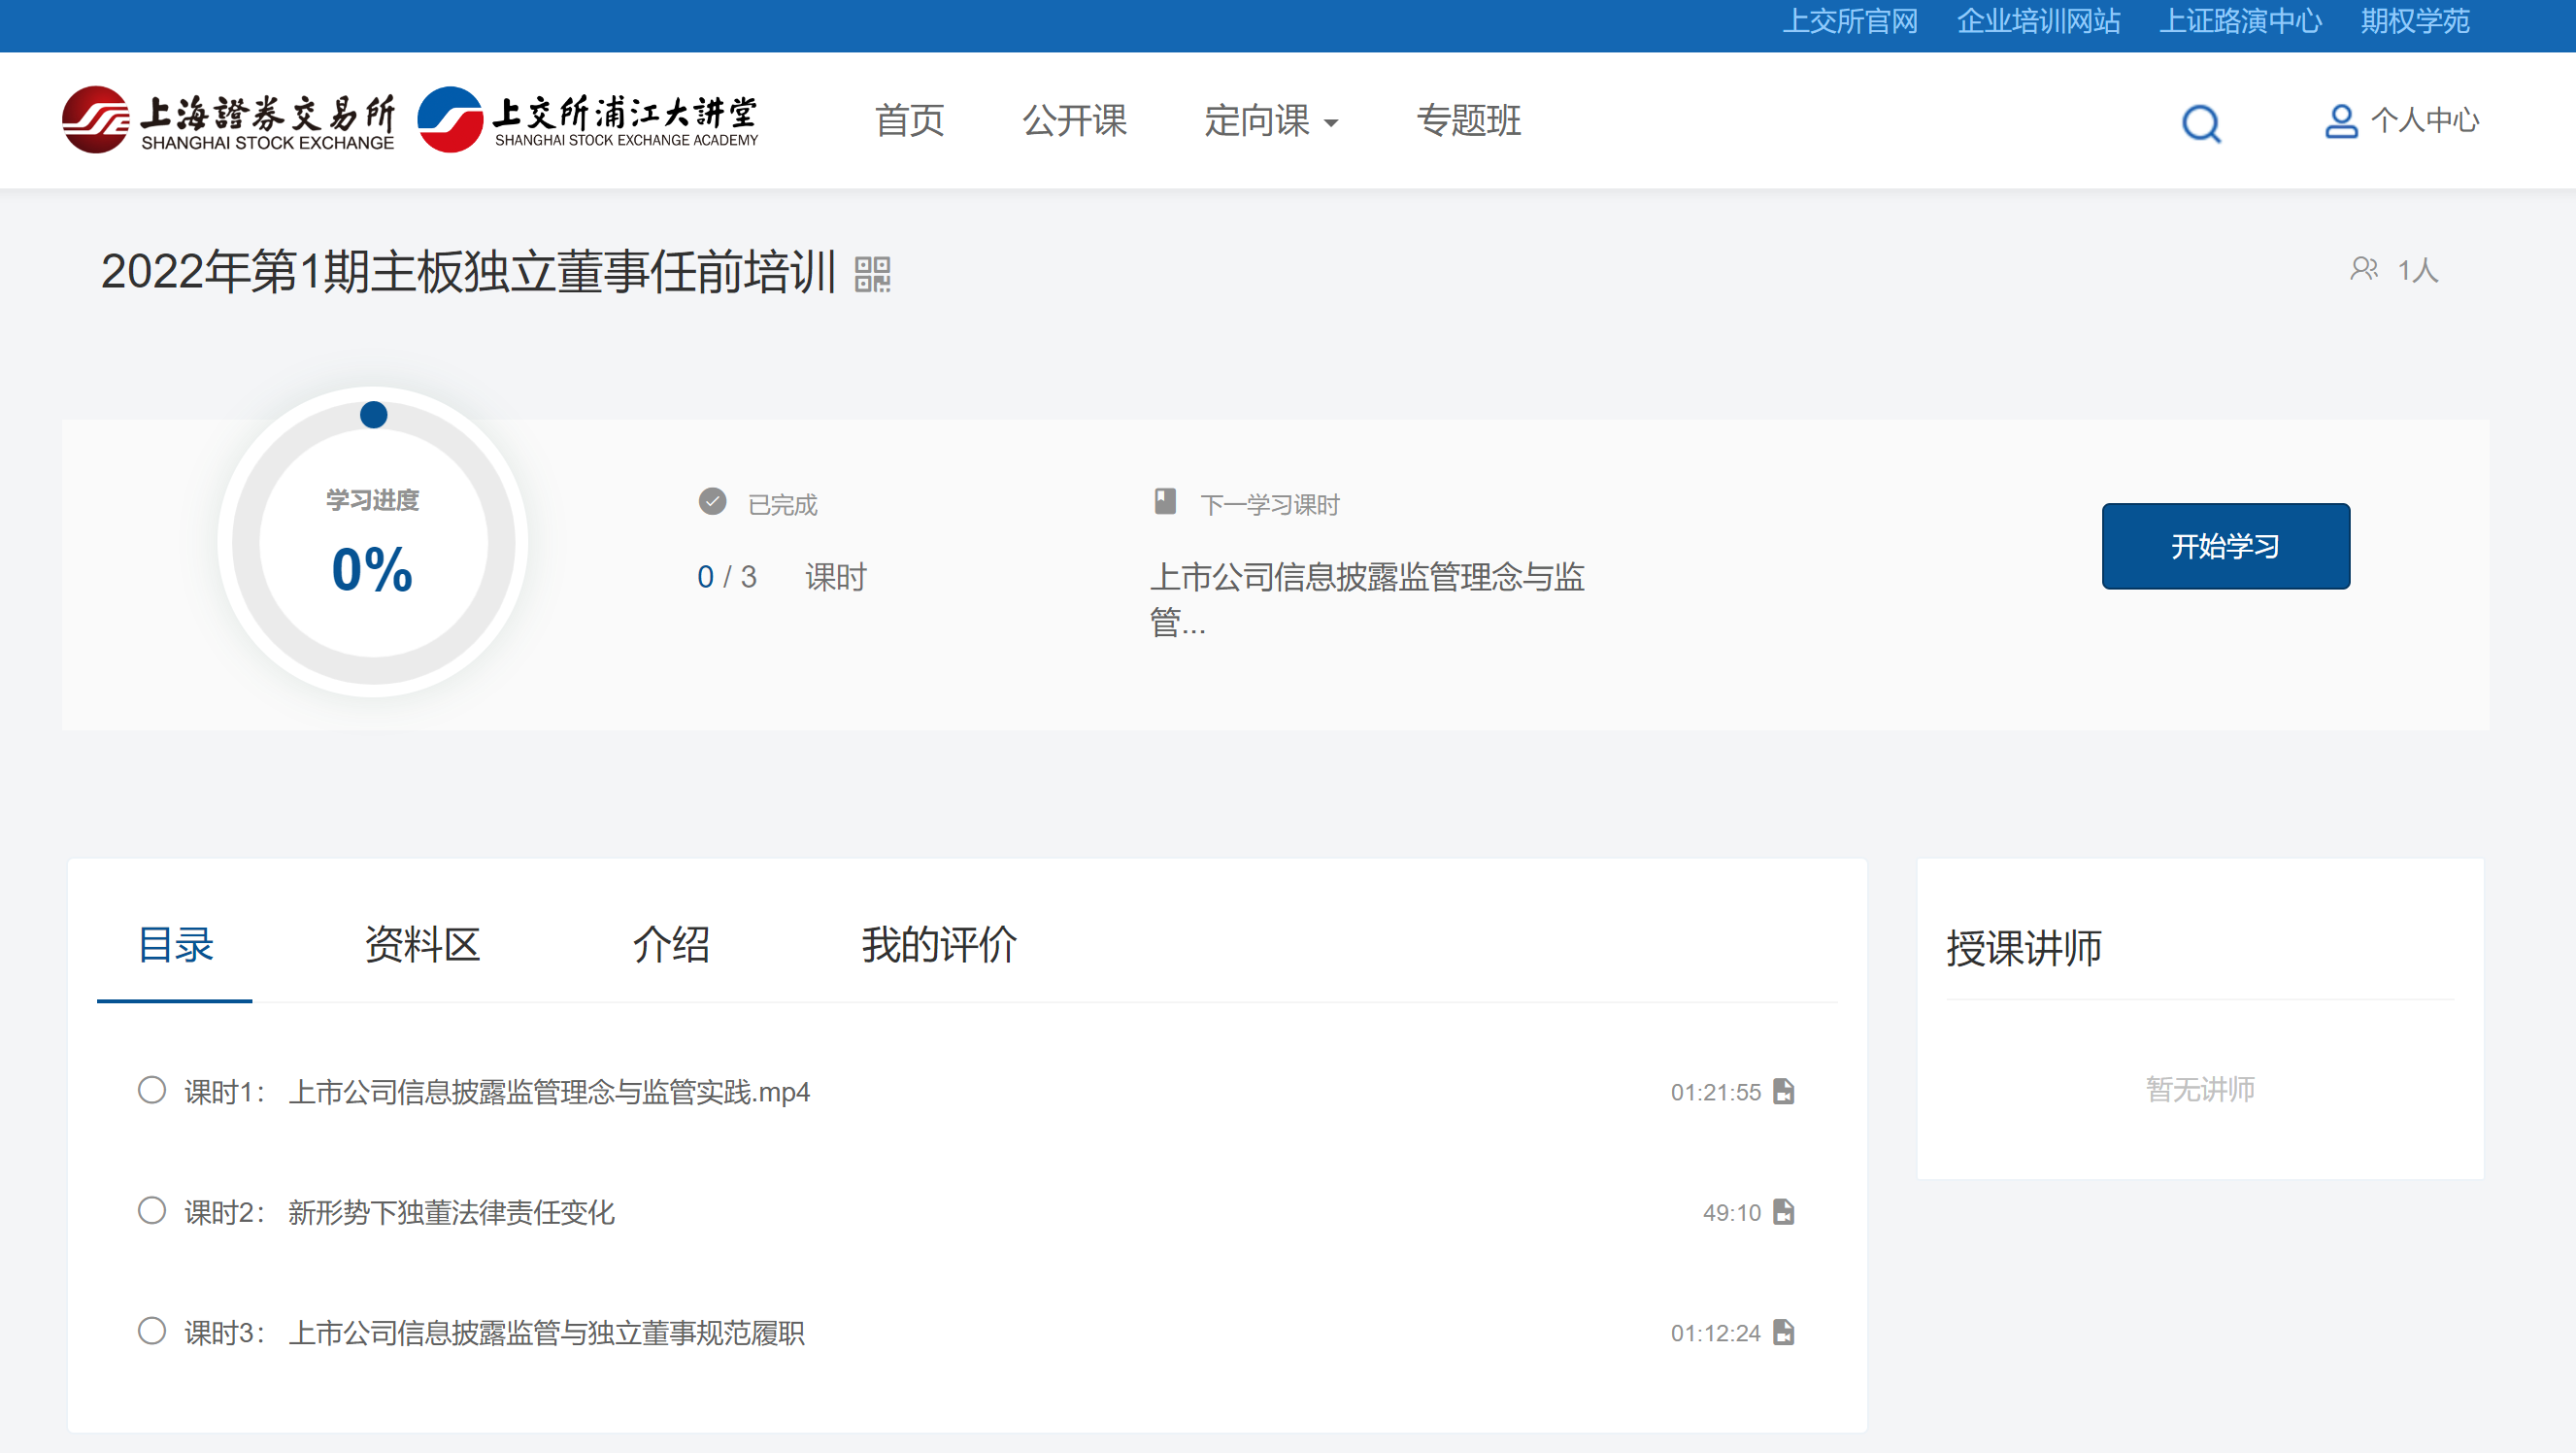 上交所官网 企业培训网站 上证路演中心 期权学苑
上海證券交易所 上交所浦江大讲堂 首页 公开课 定向课 专题班 个人中心
SHANGHAI STOCK EXCHANGE SHANGHAI STOCK EXCHANGE ACADEMY
2022年第1期主板独立董事任前培训 1人
学习进度
0%
已完成
0 / 3 课时
下一学习课时
上市公司信息披露监管理念与监
管...
开始学习
目录 资料区 介绍 我的评价
课时1： 上市公司信息披露监管理念与监管实践.mp4 01:21:55
课时2： 新形势下独董法律责任变化 49:10
课时3： 上市公司信息披露监管与独立董事规范履职 01:12:24
授课讲师
暂无讲师